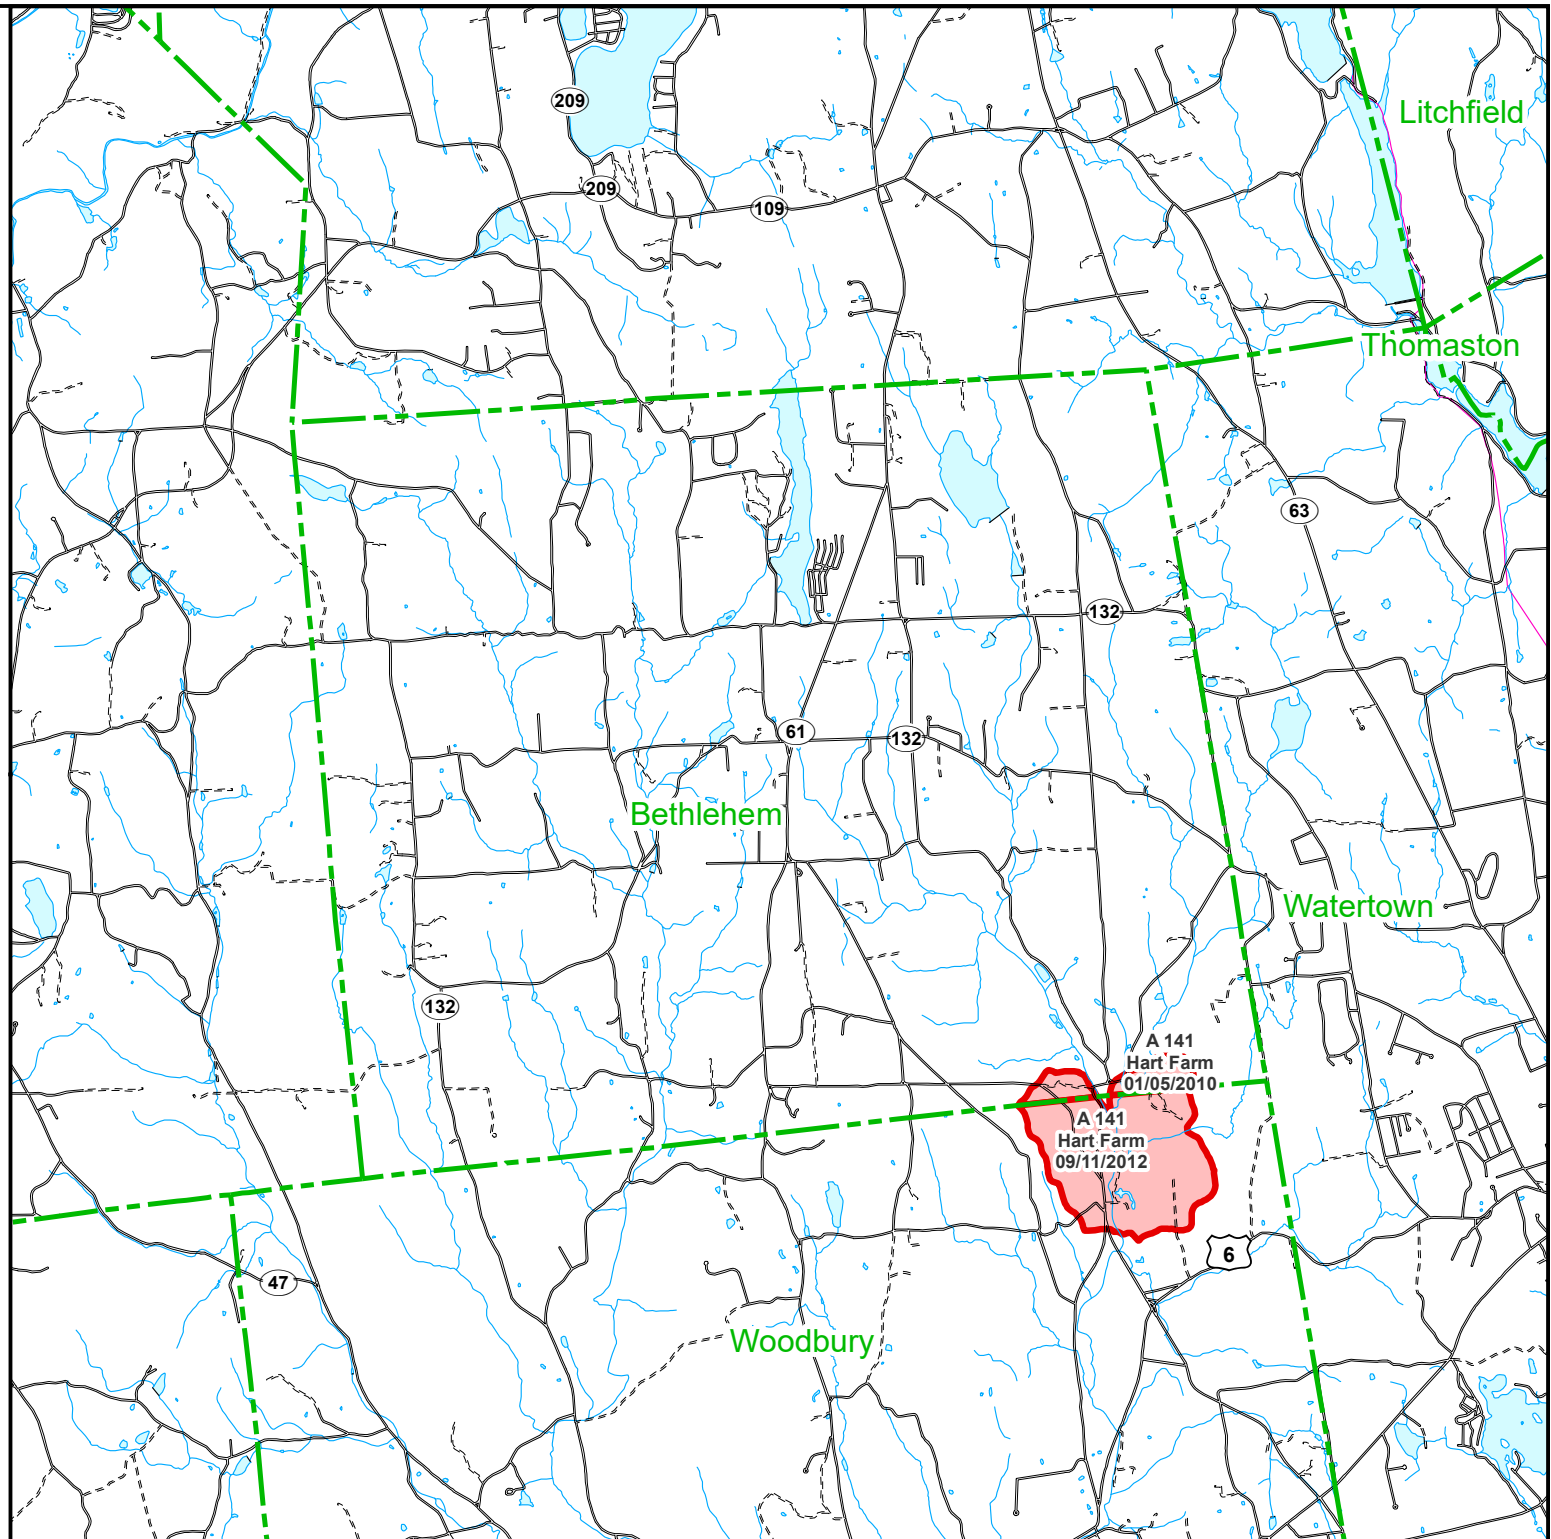 209
Litchfield
209
109
Thomaston
63
132
61
132
Bethlehem
Watertown
132
A 141
Hart Farm
01/05/2010
A 141
Hart Farm
09/11/2012
6
47
Woodbury